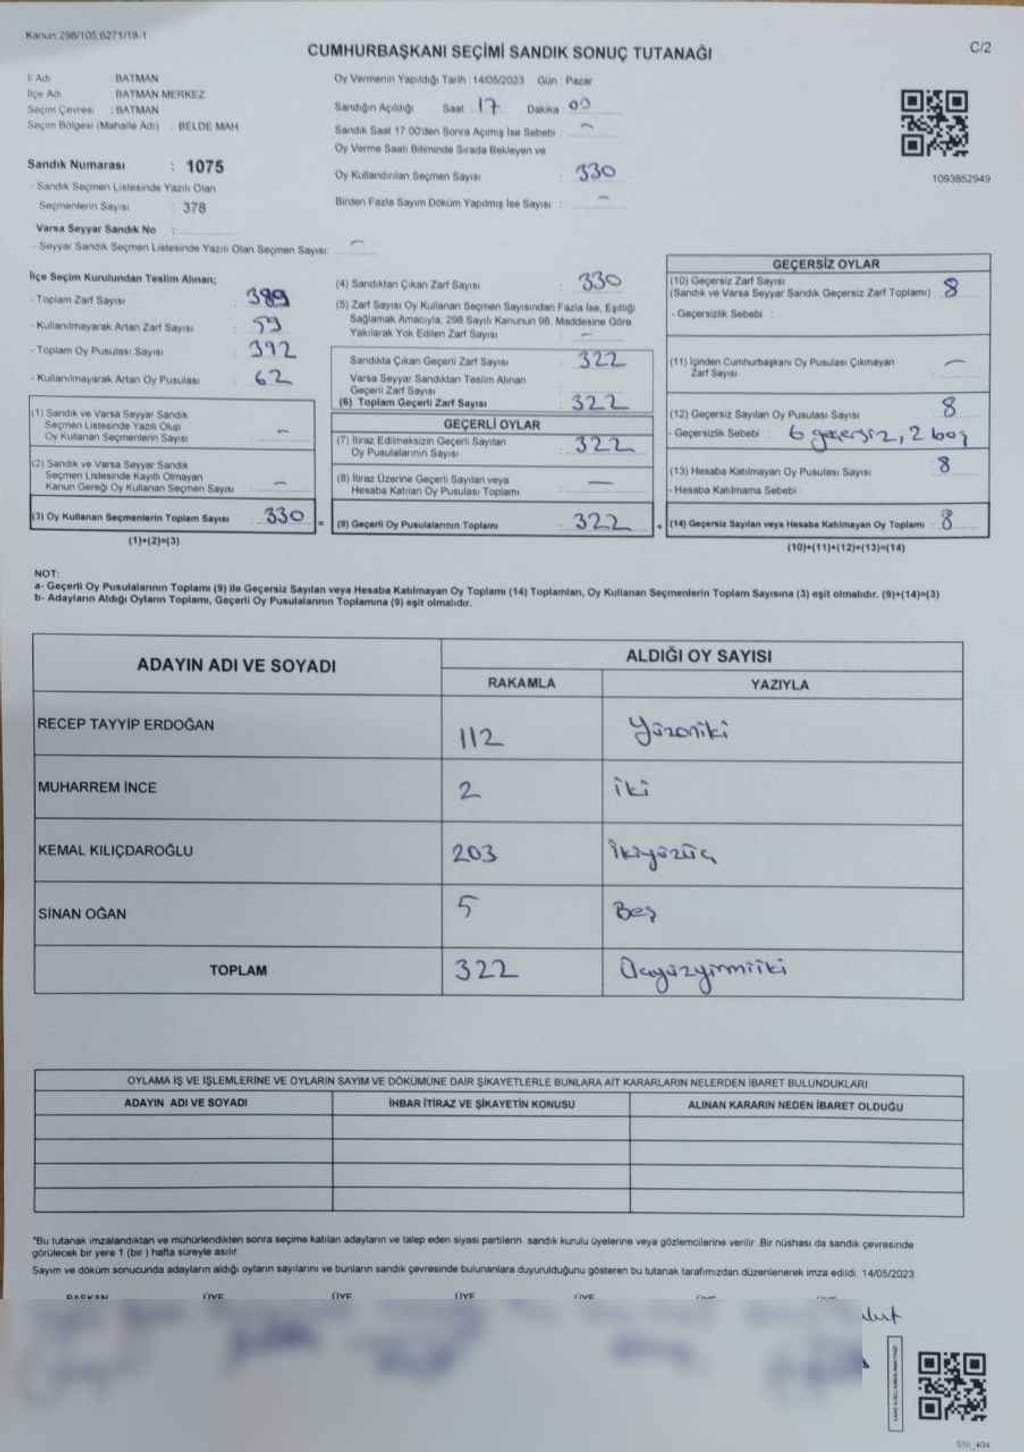 Kanun 298/105,6271/18-1
C/2
CUMHURBAŞKANI SEÇİMİ SANDIK SONUÇ TUTANAĞI
İl Adı : BATMAN
İlçe Adı : BATMAN MERKEZ
Seçim Çevresi : BATMAN
Seçim Bölgesi (Mahalle Adı) : BELDE MAH
Sandık Numarası : 1075
- Sandık Seçmen Listesinde Yazılı Olan
Seçmenlerin Sayısı : 378
Varsa Seyyar Sandık No :
- Seyyar Sandık Seçmen Listesinde Yazılı Olan Seçmen Sayısı: –
Oy Vermenin Yapıldığı Tarih : 14/05/2023 Gün : Pazar
Sandığın Açıldığı Saat : 17 Dakika : 00
Sandık Saat 17.00'den Sonra Açımış İse Sebebi : –
Oy Verme Saati Bitiminde Sırada Bekleyen ve
Oy Kullandırılan Seçmen Sayısı : 330
Birden Fazla Sayım Döküm Yapılmış İse Sayısı : –
1093852949
İlçe Seçim Kurulundan Teslim Alınan;
- Toplam Zarf Sayısı : 389
- Kullanılmayarak Artan Zarf Sayısı : 59
- Toplam Oy Pusulası Sayısı : 392
- Kullanılmayarak Artan Oy Pusulası : 62
(1) Sandık ve Varsa Seyyar Sandık
Seçmen Listesinde Yazılı Olup
Oy Kullanan Seçmenlerin Sayısı : –
(2) Sandık ve Varsa Seyyar Sandık
Seçmen Listesinde Kayıtlı Olmayan
Kanun Gereği Oy Kullanan Seçmen Sayısı : –
(3) Oy Kullanan Seçmenlerin Toplam Sayısı : 330
(1)+(2)=(3)
(4) Sandıktan Çıkan Zarf Sayısı : 330
(5) Zarf Sayısı Oy Kullanan Seçmen Sayısından Fazla İse, Eşitliği
Sağlamak Amacıyla, 298 Sayılı Kanunun 98. Maddesine Göre
Yakılarak Yok Edilen Zarf Sayısı : –
Sandıkta Çıkan Geçerli Zarf Sayısı : 322
Varsa Seyyar Sandıktan Teslim Alınan
Geçerli Zarf Sayısı :
(6) Toplam Geçerli Zarf Sayısı : 322
GEÇERLİ OYLAR
(7) İtiraz Edilmeksizin Geçerli Sayılan
Oy Pusulalarının Sayısı : 322
(8) İtiraz Üzerine Geçerli Sayılan veya
Hesaba Katılan Oy Pusulası Toplamı : –
= (9) Geçerli Oy Pusulalarının Toplamı : 322
GEÇERSİZ OYLAR
(10) Geçersiz Zarf Sayısı
(Sandık ve Varsa Seyyar Sandık Geçersiz Zarf Toplamı) : 8
- Geçersizlik Sebebi :
(11) İçinden Cumhurbaşkanı Oy Pusulası Çıkmayan
Zarf Sayısı : –
(12) Geçersiz Sayılan Oy Pusulası Sayısı : 8
- Geçersizlik Sebebi : 6 geçersiz, 2 boş
(13) Hesaba Katılmayan Oy Pusulası Sayısı : 8
- Hesaba Katılmama Sebebi
+ (14) Geçersiz Sayılan veya Hesaba Katılmayan Oy Toplamı : 8
(10)+(11)+(12)+(13)=(14)
NOT:
a- Geçerli Oy Pusulalarının Toplamı (9) ile Geçersiz Sayılan veya Hesaba Katılmayan Oy Toplamı (14) Toplamları, Oy Kullanan Seçmenlerin Toplam Sayısına (3) eşit olmalıdır. (9)+(14)=(3)
b- Adayların Aldığı Oyların Toplamı, Geçerli Oy Pusulalarının Toplamına (9) eşit olmalıdır.
ADAYIN ADI VE SOYADI
ALDIĞI OY SAYISI
RAKAMLA YAZIYLA
RECEP TAYYİP ERDOĞAN 112 Yüzoniki
MUHARREM İNCE 2 iki
KEMAL KILIÇDAROĞLU 203 İkiyüzüç
SİNAN OĞAN 5 Beş
TOPLAM 322 Üçyüzyirmiiki
OYLAMA İŞ VE İŞLEMLERİNE VE OYLARIN SAYIM VE DÖKÜMÜNE DAİR ŞİKAYETLERLE BUNLARA AİT KARARLARIN NELERDEN İBARET BULUNDUKLARI
ADAYIN ADI VE SOYADI İHBAR İTİRAZ VE ŞİKAYETİN KONUSU ALINAN KARARIN NEDEN İBARET OLDUĞU
*Bu tutanak imzalandıktan ve mühürlendikten sonra seçime katılan adayların ve talep eden siyasi partilerin sandık kurulu üyelerine veya gözlemcilerine verilir. Bir nüshası da sandık çevresinde
görülecek bir yere 1 (bir ) hafta süreyle asılır.
Sayım ve döküm sonucunda adayların aldığı oyların sayılarını ve bunların sandık çevresinde bulunanlara duyurulduğunu gösteren bu tutanak tarafımızdan düzenlenerek imza edildi. 14/05/2023
BAŞKAN ÜYE ÜYE ÜYE ÜYE